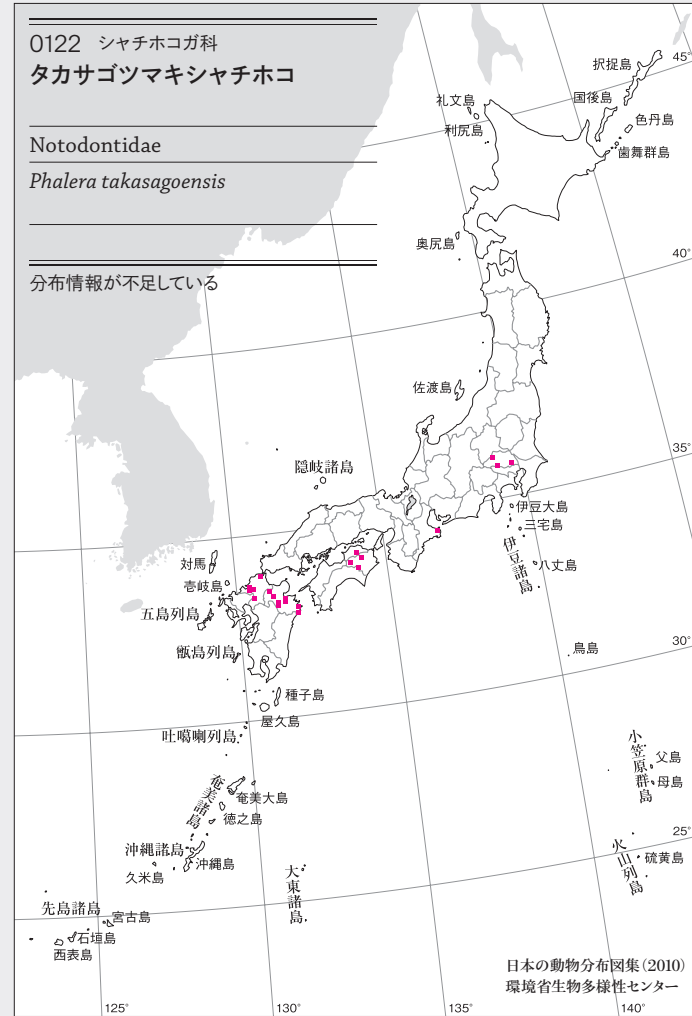 0122 シャチホコガ科
タカサゴツマキシャチホコ
Notodontidae
Phalera takasagoensis
分布情報が不足している
択捉島
45°
国後島
礼文島
色丹島
利尻島
歯舞群島
奥尻島
40°
佐渡島
35°
隠岐諸島
伊豆大島
三宅島
伊豆諸島
八丈島
対馬
壱岐島
五島列島
甑島列島
鳥島
30°
種子島
屋久島
吐噶喇列島
小笠原群島
父島
母島
奄美諸島
奄美大島
徳之島
25°
沖縄諸島
沖縄島
久米島
火山列島
硫黄島
大東諸島
先島諸島
宮古島
石垣島
西表島
日本の動物分布図集(2010)
環境省生物多様性センター
125°
130°
135°
140°